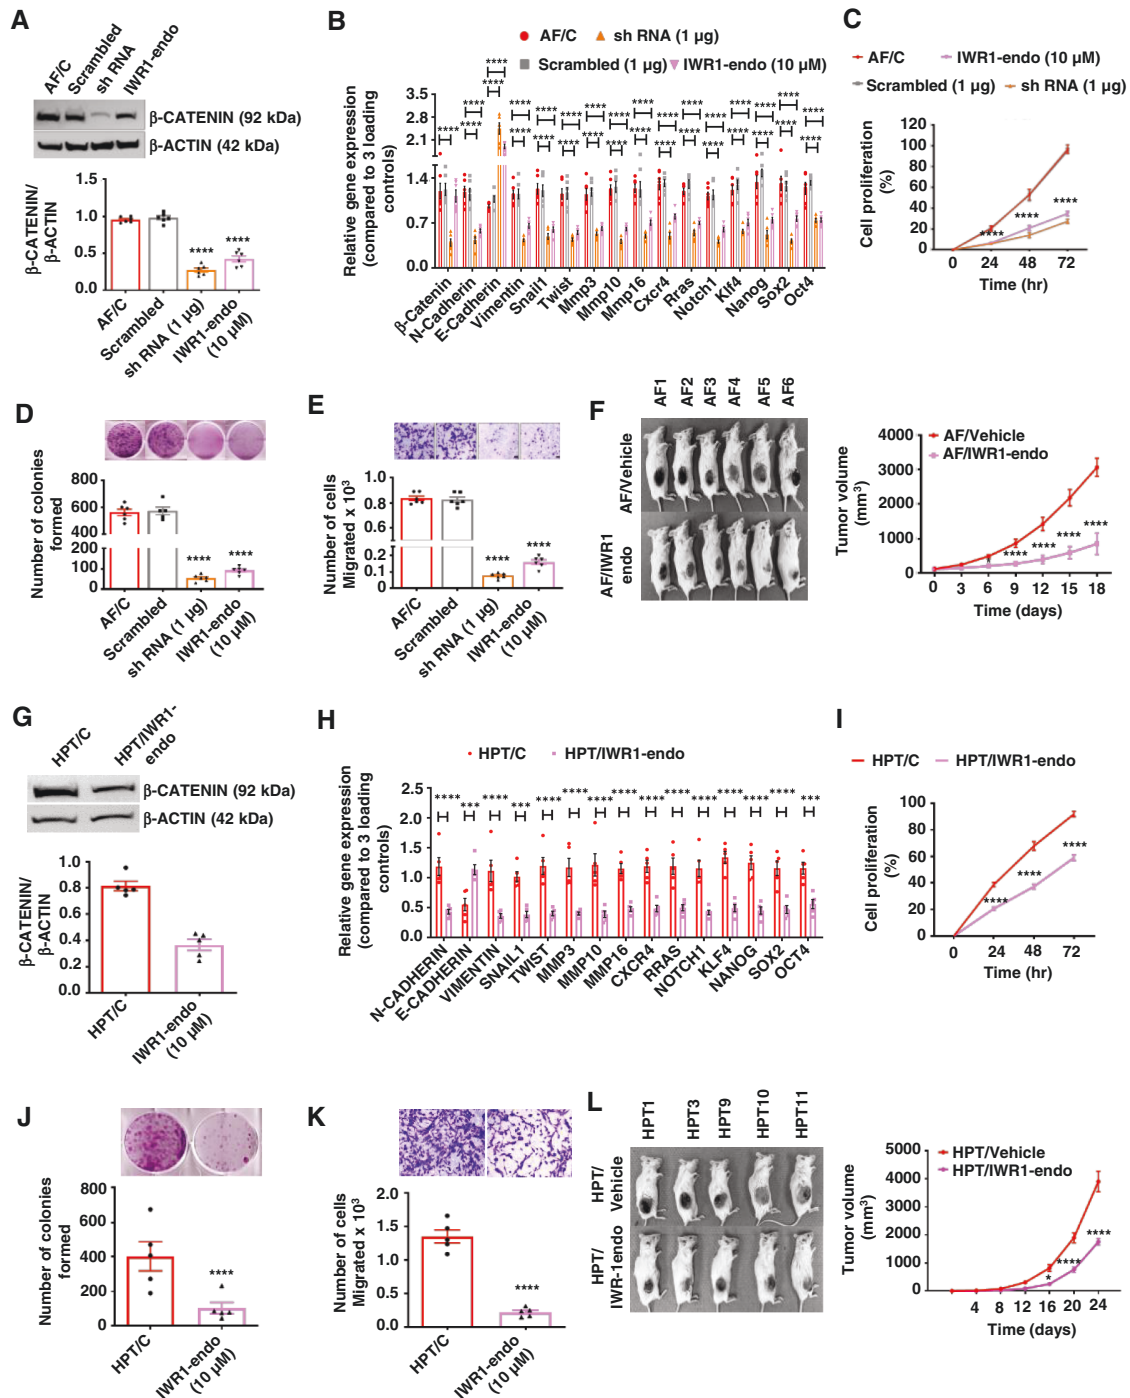 A
AF/C
Scrambled
sh RNA
IWR1-endo
β-CATENIN (92 kDa)
β-ACTIN (42 kDa)
β-CATENIN/
β-ACTIN
1.5
1.0
0.5
0.0
****
****
AF/C
Scrambled
sh RNA (1 µg)
IWR1-endo
(10 µM)
B
AF/C
sh RNA (1 µg)
Scrambled (1 µg)
IWR1-endo (10 µM)
Relative gene expression
(compared to 3 loading
controls)
3.5
2.8
2.1
1.4
0.7
0.0
β-Catenin
N-Cadherin
E-Cadherin
Vimentin
Snail1
Twist
Mmp3
Mmp10
Mmp16
Cxcr4
Rras
Notch1
Klf4
Nanog
Sox2
Oct4
C
AF/C
IWR1-endo (10 µM)
Scrambled (1 µg)
sh RNA (1 µg)
Cell proliferation
(%)
120
100
80
60
40
20
0
****
****
****
0 24 48 72
Time (hr)
D
Number of colonies
formed
800
600
400
200
100
0
****
****
AF/C
Scrambled
sh RNA (1 µg)
IWR1-endo
(10 µM)
E
Number of cells
Migrated x 10³
1.0
0.8
0.6
0.2
0.1
0
****
****
AF/C
Scrambled
sh RNA (1 µg)
IWR1-endo
(10 µM)
F
AF1
AF2
AF3
AF4
AF5
AF6
AF/Vehicle
AF/IWR1
endo
AF/Vehicle
AF/IWR1-endo
Tumor volume
(mm³)
4000
3000
2000
1000
0
*
****
****
****
****
0 3 6 9 12 15 18
Time (days)
G
HPT/C
HPT/IWR1-
endo
β-CATENIN (92 kDa)
β-ACTIN (42 kDa)
β-CATENIN/
β-ACTIN
1.0
0.8
0.6
0.4
0.2
0.0
HPT/C
IWR1-endo
(10 µM)
H
HPT/C
HPT/IWR1-endo
Relative gene expression
(compared to 3 loading
controls)
2.5
2.0
1.5
1.0
0.5
0.0
**** *** **** *** **** **** **** **** **** **** **** **** **** **** ***
N-CADHERIN
E-CADHERIN
VIMENTIN
SNAIL1
TWIST
MMP3
MMP10
MMP16
CXCR4
RRAS
NOTCH1
KLF4
NANOG
SOX2
OCT4
I
HPT/C
HPT/IWR1-endo
Cell proliferation
(%)
100
80
60
40
20
0
****
****
****
0 24 48 72
Time (hr)
J
Number of colonies
formed
800
600
400
200
0
****
HPT/C
IWR1-endo
(10 µM)
K
Number of cells
Migrated x 10³
2.0
1.5
1.0
0.5
0.0
****
HPT/C
IWR1-endo
(10 µM)
L
HPT1
HPT3
HPT9
HPT10
HPT11
HPT/
Vehicle
HPT/
IWR-1endo
HPT/Vehicle
HPT/IWR1-endo
Tumor volume
(mm³)
5000
4000
3000
2000
1000
0
*
****
****
4 8 12 16 20 24
Time (days)